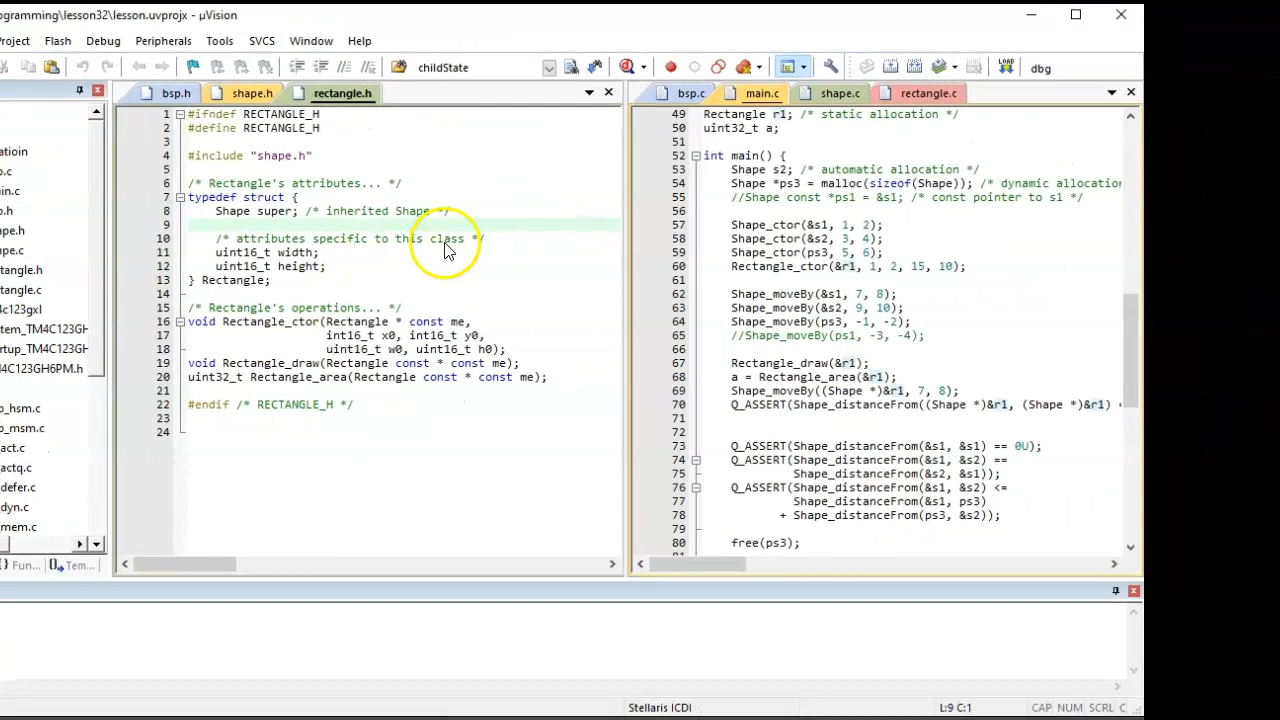 ogramming\lesson32\lesson.uvprojx - µVision
Project Flash Debug Peripherals Tools SVCS Window Help
childState
dbg
bsp.h shape.h rectangle.h
1 #ifndef RECTANGLE_H
2 #define RECTANGLE_H
3
4 #include "shape.h"
5
6 /* Rectangle's attributes... */
7 typedef struct {
8 Shape super; /* inherited Shape */
9
10 /* attributes specific to this class */
11 uint16_t width;
12 uint16_t height;
13 } Rectangle;
14
15 /* Rectangle's operations... */
16 void Rectangle_ctor(Rectangle * const me,
17 int16_t x0, int16_t y0,
18 uint16_t w0, uint16_t h0);
19 void Rectangle_draw(Rectangle const * const me);
20 uint32_t Rectangle_area(Rectangle const * const me);
21
22 #endif /* RECTANGLE_H */
23
24
bsp.c main.c shape.c rectangle.c
49 Rectangle r1; /* static allocation */
50 uint32_t a;
51
52 int main() {
53 Shape s2; /* automatic allocation */
54 Shape *ps3 = malloc(sizeof(Shape)); /* dynamic allocation
55 //Shape const *ps1 = &s1; /* const pointer to s1 */
56
57 Shape_ctor(&s1, 1, 2);
58 Shape_ctor(&s2, 3, 4);
59 Shape_ctor(ps3, 5, 6);
60 Rectangle_ctor(&r1, 1, 2, 15, 10);
61
62 Shape_moveBy(&s1, 7, 8);
63 Shape_moveBy(&s2, 9, 10);
64 Shape_moveBy(ps3, -1, -2);
65 //Shape_moveBy(ps1, -3, -4);
66
67 Rectangle_draw(&r1);
68 a = Rectangle_area(&r1);
69 Shape_moveBy((Shape *)&r1, 7, 8);
70 Q_ASSERT(Shape_distanceFrom((Shape *)&r1, (Shape *)&r1) =
71
72
73 Q_ASSERT(Shape_distanceFrom(&s1, &s1) == 0U);
74 Q_ASSERT(Shape_distanceFrom(&s1, &s2) ==
75 Shape_distanceFrom(&s2, &s1));
76 Q_ASSERT(Shape_distanceFrom(&s1, &s2) <=
77 Shape_distanceFrom(&s1, ps3)
78 + Shape_distanceFrom(ps3, &s2));
79
80 free(ps3);
atioin
p.c
in.c
p.h
pe.h
pe.c
tangle.h
tangle.c
4C123gxl
tem_TM4C123GH
rtup_TM4C123GH
4C123GH6PM.h
p_hsm.c
p_msm.c
act.c
actq.c
defer.c
dyn.c
mem.c
Fun... Tem...
Stellaris ICDI L:9 C:1 CAP NUM SCRL